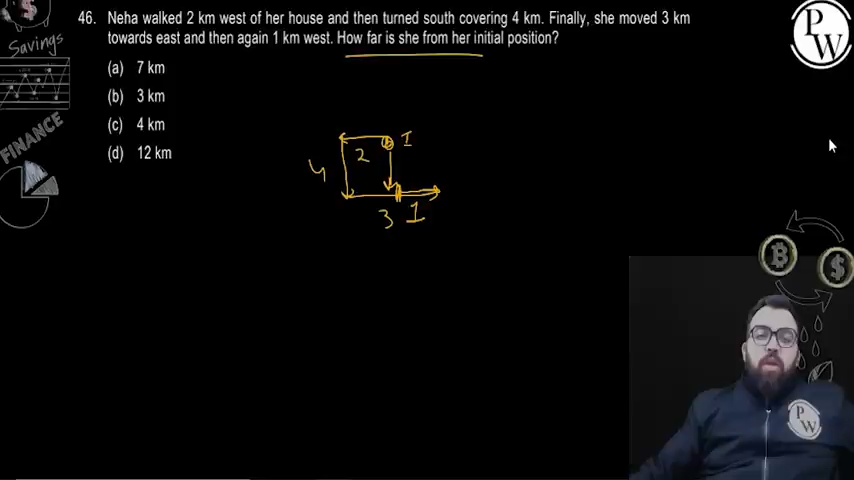 46. Neha walked 2 km west of her house and then turned south covering 4 km. Finally, she moved 3 km
towards east and then again 1 km west. How far is she from her initial position?
(a) 7 km
(b) 3 km
(c) 4 km
(d) 12 km
Savings
FINANCE
I
2
4
3 1
P
W
B
$
$
P
W